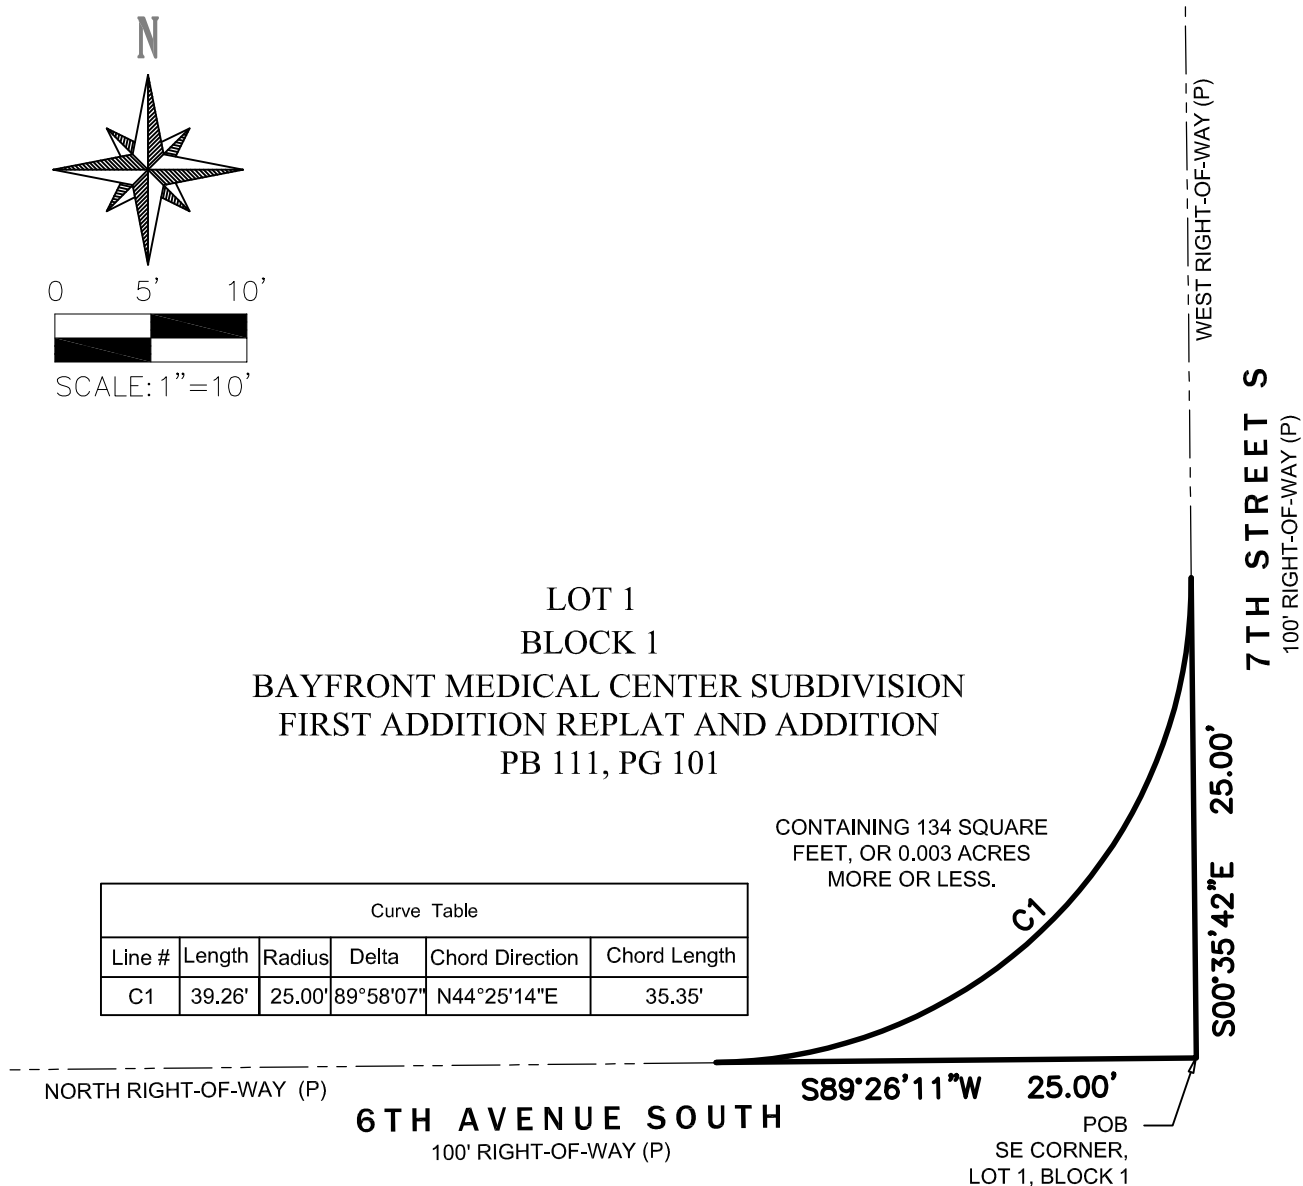 N
0 5' 10'
SCALE: 1"=10'
WEST RIGHT-OF-WAY (P)
7TH STREET S
100' RIGHT-OF-WAY (P)
LOT 1
BLOCK 1
BAYFRONT MEDICAL CENTER SUBDIVISION
FIRST ADDITION REPLAT AND ADDITION
PB 111, PG 101
CONTAINING 134 SQUARE
FEET, OR 0.003 ACRES
MORE OR LESS.
C1
S00°35'42"E 25.00'
Curve Table
Line # Length Radius Delta Chord Direction Chord Length
C1 39.26' 25.00' 89°58'07" N44°25'14"E 35.35'
NORTH RIGHT-OF-WAY (P)
S89°26'11"W 25.00'
6TH AVENUE SOUTH
100' RIGHT-OF-WAY (P)
POB
SE CORNER,
LOT 1, BLOCK 1